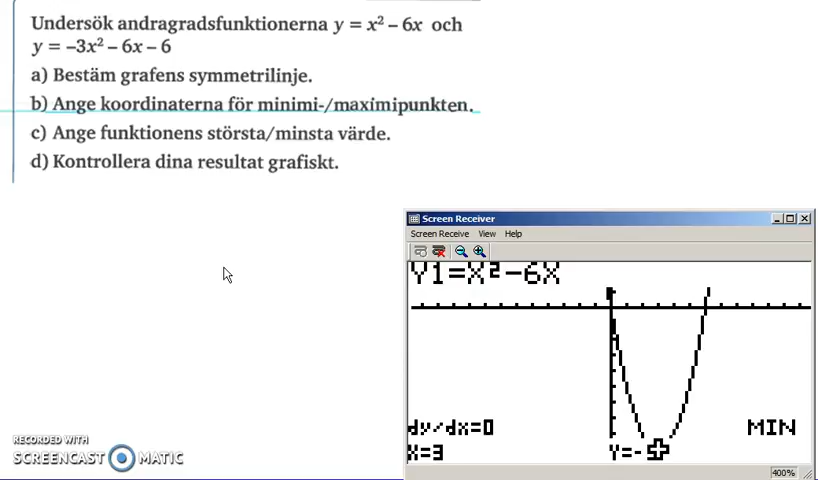 Undersök andragradsfunktionerna y = x² – 6x och
y = –3x² – 6x – 6
a) Bestäm grafens symmetrilinje.
b) Ange koordinaterna för minimi-/maximipunkten.
c) Ange funktionens största/minsta värde.
d) Kontrollera dina resultat grafiskt.
Screen Receiver
Screen Receive View Help
Y1=X²-6X
dy/dx=0 MIN
X=3 Y=-
400%
RECORDED WITH
SCREENCAST MATIC